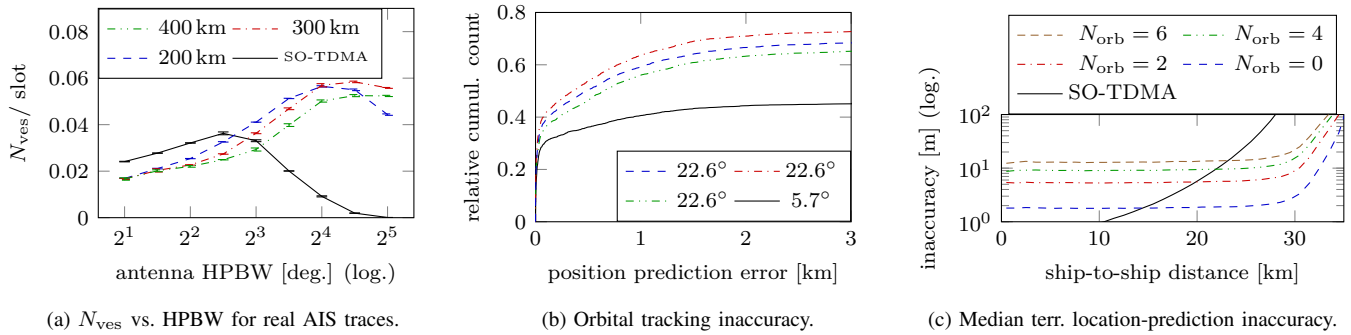 N_ves/ slot
0.08
0.06
0.04
0.02
0
400 km
300 km
200 km
SO-TDMA
2^1
2^2
2^3
2^4
2^5
antenna HPBW [deg.] (log.)
(a) N_ves vs. HPBW for real AIS traces.
relative cumul. count
0.8
0.6
0.4
0.2
0.0
22.6°
22.6°
22.6°
5.7°
0
1
2
3
position prediction error [km]
(b) Orbital tracking inaccuracy.
inaccuracy [m] (log.)
N_orb = 6
N_orb = 4
N_orb = 2
N_orb = 0
SO-TDMA
10^2
10^1
10^0
10
20
30
ship-to-ship distance [km]
(c) Median terr. location-prediction inaccuracy.